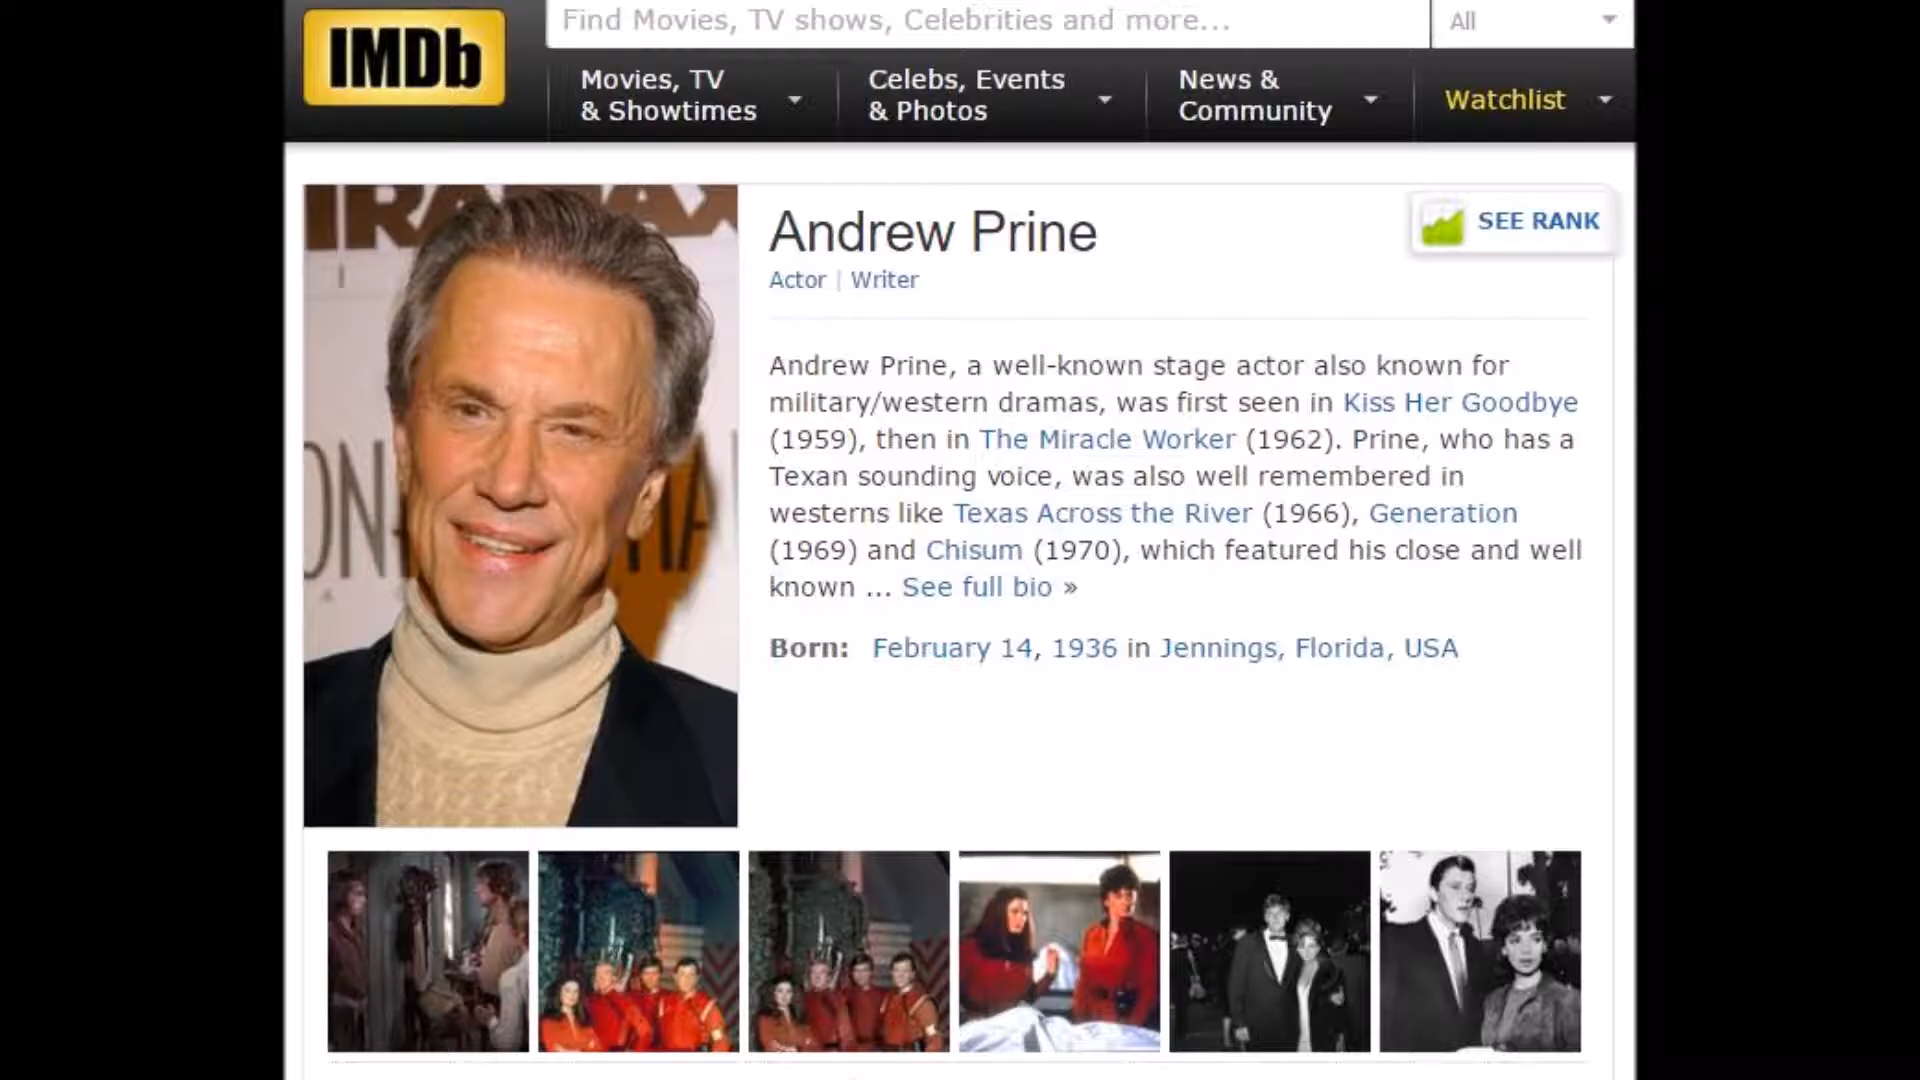 IMDb
Find Movies, TV shows, Celebrities and more...
All
Movies, TV
& Showtimes
Celebs, Events
& Photos
News &
Community
Watchlist
Andrew Prine
SEE RANK
Actor | Writer
Andrew Prine, a well-known stage actor also known for
military/western dramas, was first seen in Kiss Her Goodbye
(1959), then in The Miracle Worker (1962). Prine, who has a
Texan sounding voice, was also well remembered in
westerns like Texas Across the River (1966), Generation
(1969) and Chisum (1970), which featured his close and well
known ... See full bio »
Born: February 14, 1936 in Jennings, Florida, USA